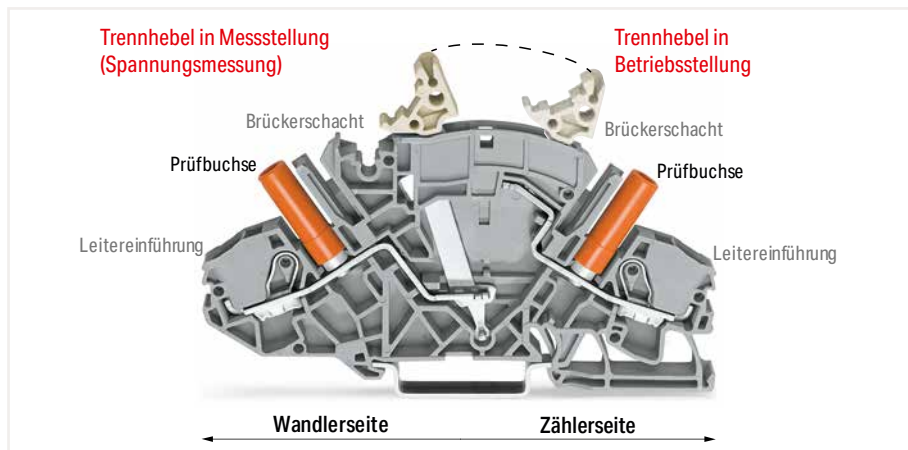 Trennhebel in Messstellung
(Spannungsmessung)
Trennhebel in
Betriebsstellung
Brückerschacht
Brückerschacht
Prüfbuchse
Prüfbuchse
Leitereinführung
Leitereinführung
Wandlerseite
Zählerseite